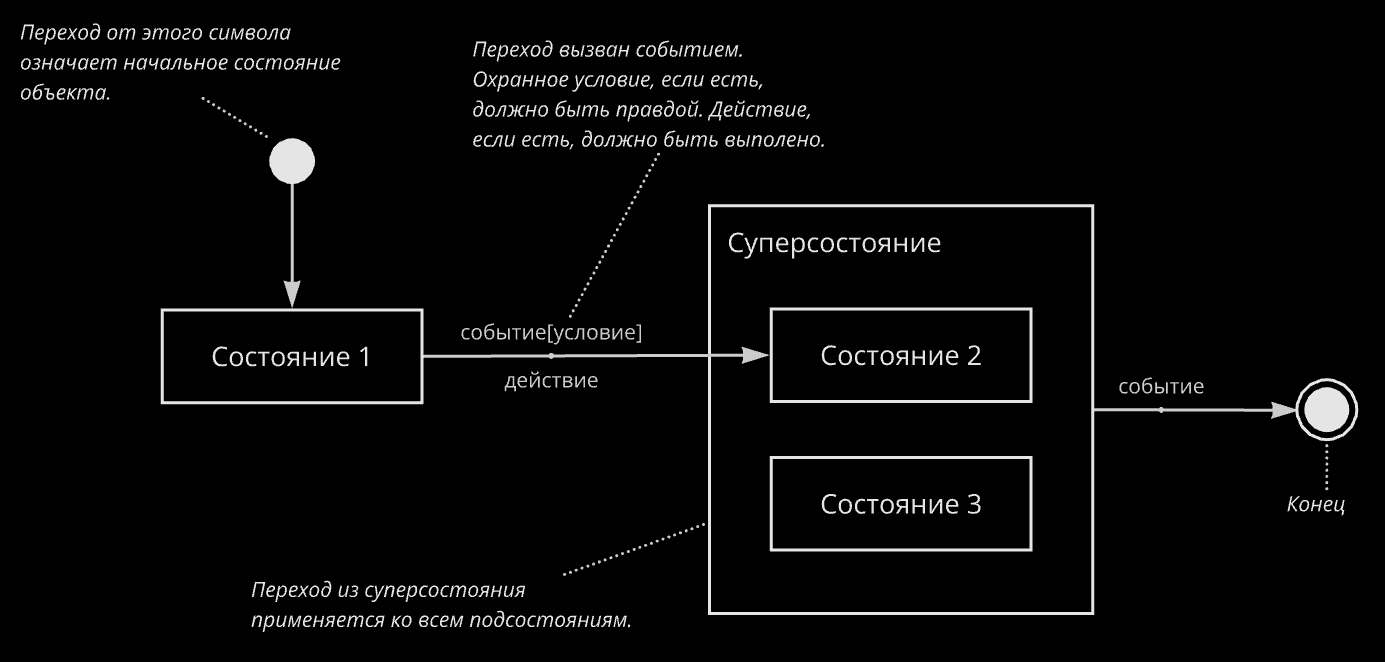 Переход от этого символа
означает начальное состояние
объекта.
Переход вызван событием.
Охранное условие, если есть,
должно быть правдой. Действие,
если есть, должно быть выполено.
Суперсостояние
Состояние 1
событие[условие]
действие
Состояние 2
событие
Состояние 3
Конец
Переход из суперсостояния
применяется ко всем подсостояниям.